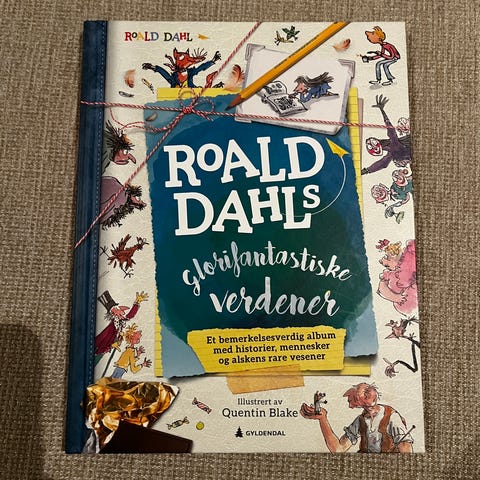 ROALD DAHL
ROALD
DAHLs
glorifantastiske
verdener
Et bemerkelsesverdig album
med historier, mennesker
og alskens rare vesener
Illustrert av
Quentin Blake
GYLDENDAL